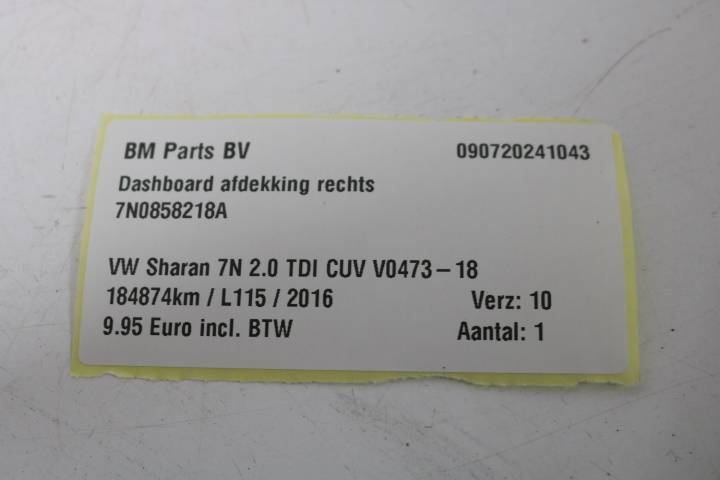 BM Parts BV 090720241043
Dashboard afdekking rechts
7N0858218A
VW Sharan 7N 2.0 TDI CUV V0473-18
184874km / L115 / 2016 Verz: 10
9.95 Euro incl. BTW Aantal: 1